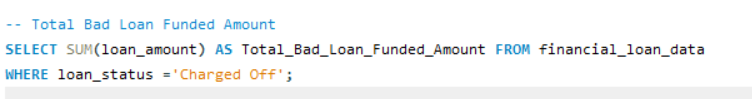 -- Total Bad Loan Funded Amount
SELECT SUM(loan_amount) AS Total_Bad_Loan_Funded_Amount FROM financial_loan_data
WHERE loan_status ='Charged Off';